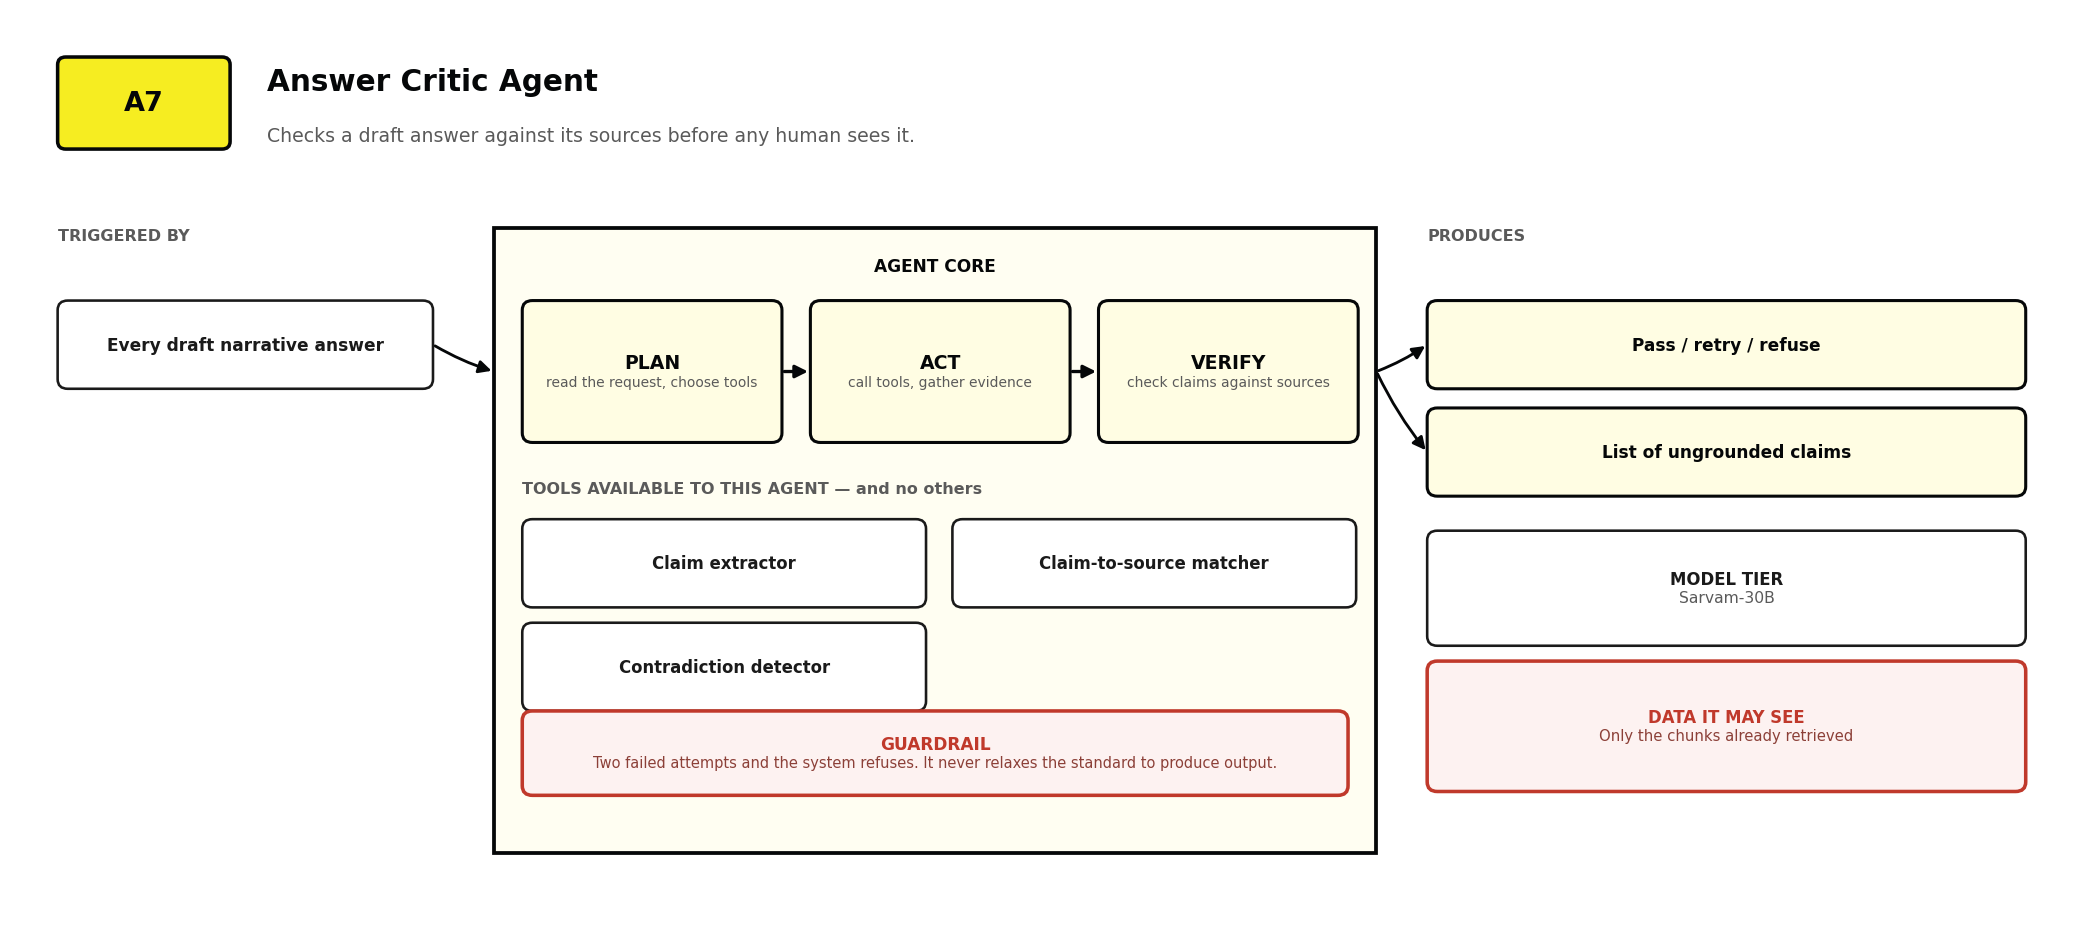 A7
Answer Critic Agent
Checks a draft answer against its sources before any human sees it.
TRIGGERED BY
Every draft narrative answer
AGENT CORE
PLAN
read the request, choose tools
ACT
call tools, gather evidence
VERIFY
check claims against sources
TOOLS AVAILABLE TO THIS AGENT — and no others
Claim extractor
Claim-to-source matcher
Contradiction detector
GUARDRAIL
Two failed attempts and the system refuses. It never relaxes the standard to produce output.
PRODUCES
Pass / retry / refuse
List of ungrounded claims
MODEL TIER
Sarvam-30B
DATA IT MAY SEE
Only the chunks already retrieved